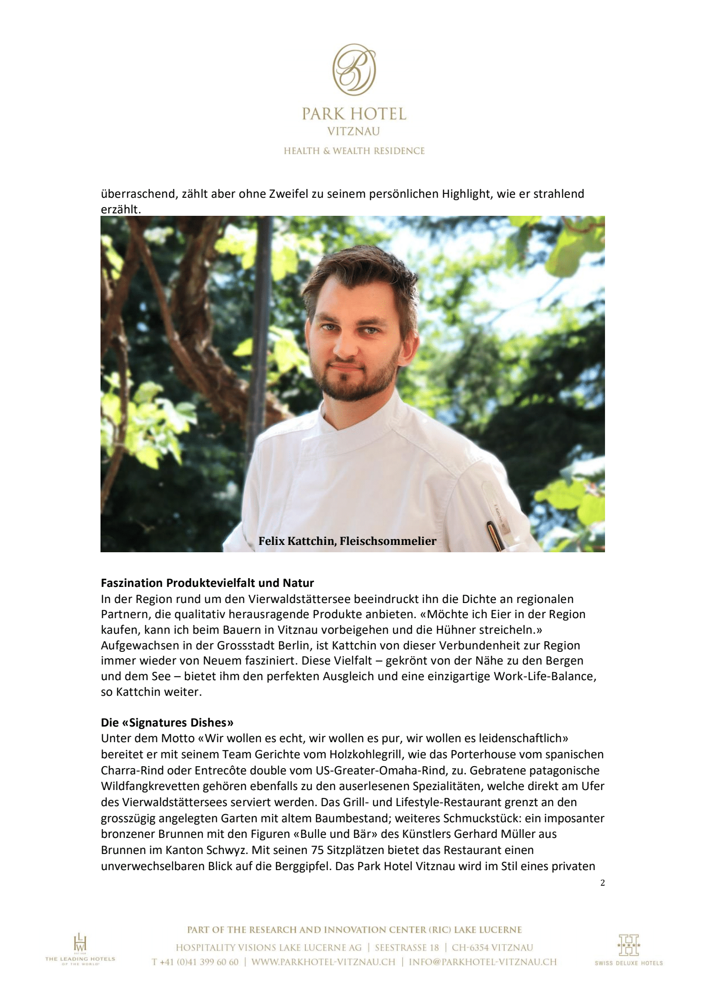 PARK HOTEL
VITZNAU
HEALTH & WEALTH RESIDENCE
überraschend, zählt aber ohne Zweifel zu seinem persönlichen Highlight, wie er strahlend
erzählt.
Felix Kattchin, Fleischsommelier
Faszination Produktevielfalt und Natur
In der Region rund um den Vierwaldstättersee beeindruckt ihn die Dichte an regionalen
Partnern, die qualitativ herausragende Produkte anbieten. «Möchte ich Eier in der Region
kaufen, kann ich beim Bauern in Vitznau vorbeigehen und die Hühner streicheln.»
Aufgewachsen in der Grossstadt Berlin, ist Kattchin von dieser Verbundenheit zur Region
immer wieder von Neuem fasziniert. Diese Vielfalt – gekrönt von der Nähe zu den Bergen
und dem See – bietet ihm den perfekten Ausgleich und eine einzigartige Work-Life-Balance,
so Kattchin weiter.
Die «Signatures Dishes»
Unter dem Motto «Wir wollen es echt, wir wollen es pur, wir wollen es leidenschaftlich»
bereitet er mit seinem Team Gerichte vom Holzkohlegrill, wie das Porterhouse vom spanischen
Charra-Rind oder Entrecôte double vom US-Greater-Omaha-Rind, zu. Gebratene patagonische
Wildfangkrevetten gehören ebenfalls zu den auserlesenen Spezialitäten, welche direkt am Ufer
des Vierwaldstättersees serviert werden. Das Grill- und Lifestyle-Restaurant grenzt an den
grosszügig angelegten Garten mit altem Baumbestand; weiteres Schmuckstück: ein imposanter
bronzener Brunnen mit den Figuren «Bulle und Bär» des Künstlers Gerhard Müller aus
Brunnen im Kanton Schwyz. Mit seinen 75 Sitzplätzen bietet das Restaurant einen
unverwechselbaren Blick auf die Berggipfel. Das Park Hotel Vitznau wird im Stil eines privaten
2
PART OF THE RESEARCH AND INNOVATION CENTER (RIC) LAKE LUCERNE
HOSPITALITY VISIONS LAKE LUCERNE AG | SEESTRASSE 18 | CH-6354 VITZNAU
T +41 (0)41 399 60 60 | WWW.PARKHOTEL-VITZNAU.CH | INFO@PARKHOTEL-VITZNAU.CH
THE LEADING HOTELS
OF THE WORLD®
SWISS DELUXE HOTELS